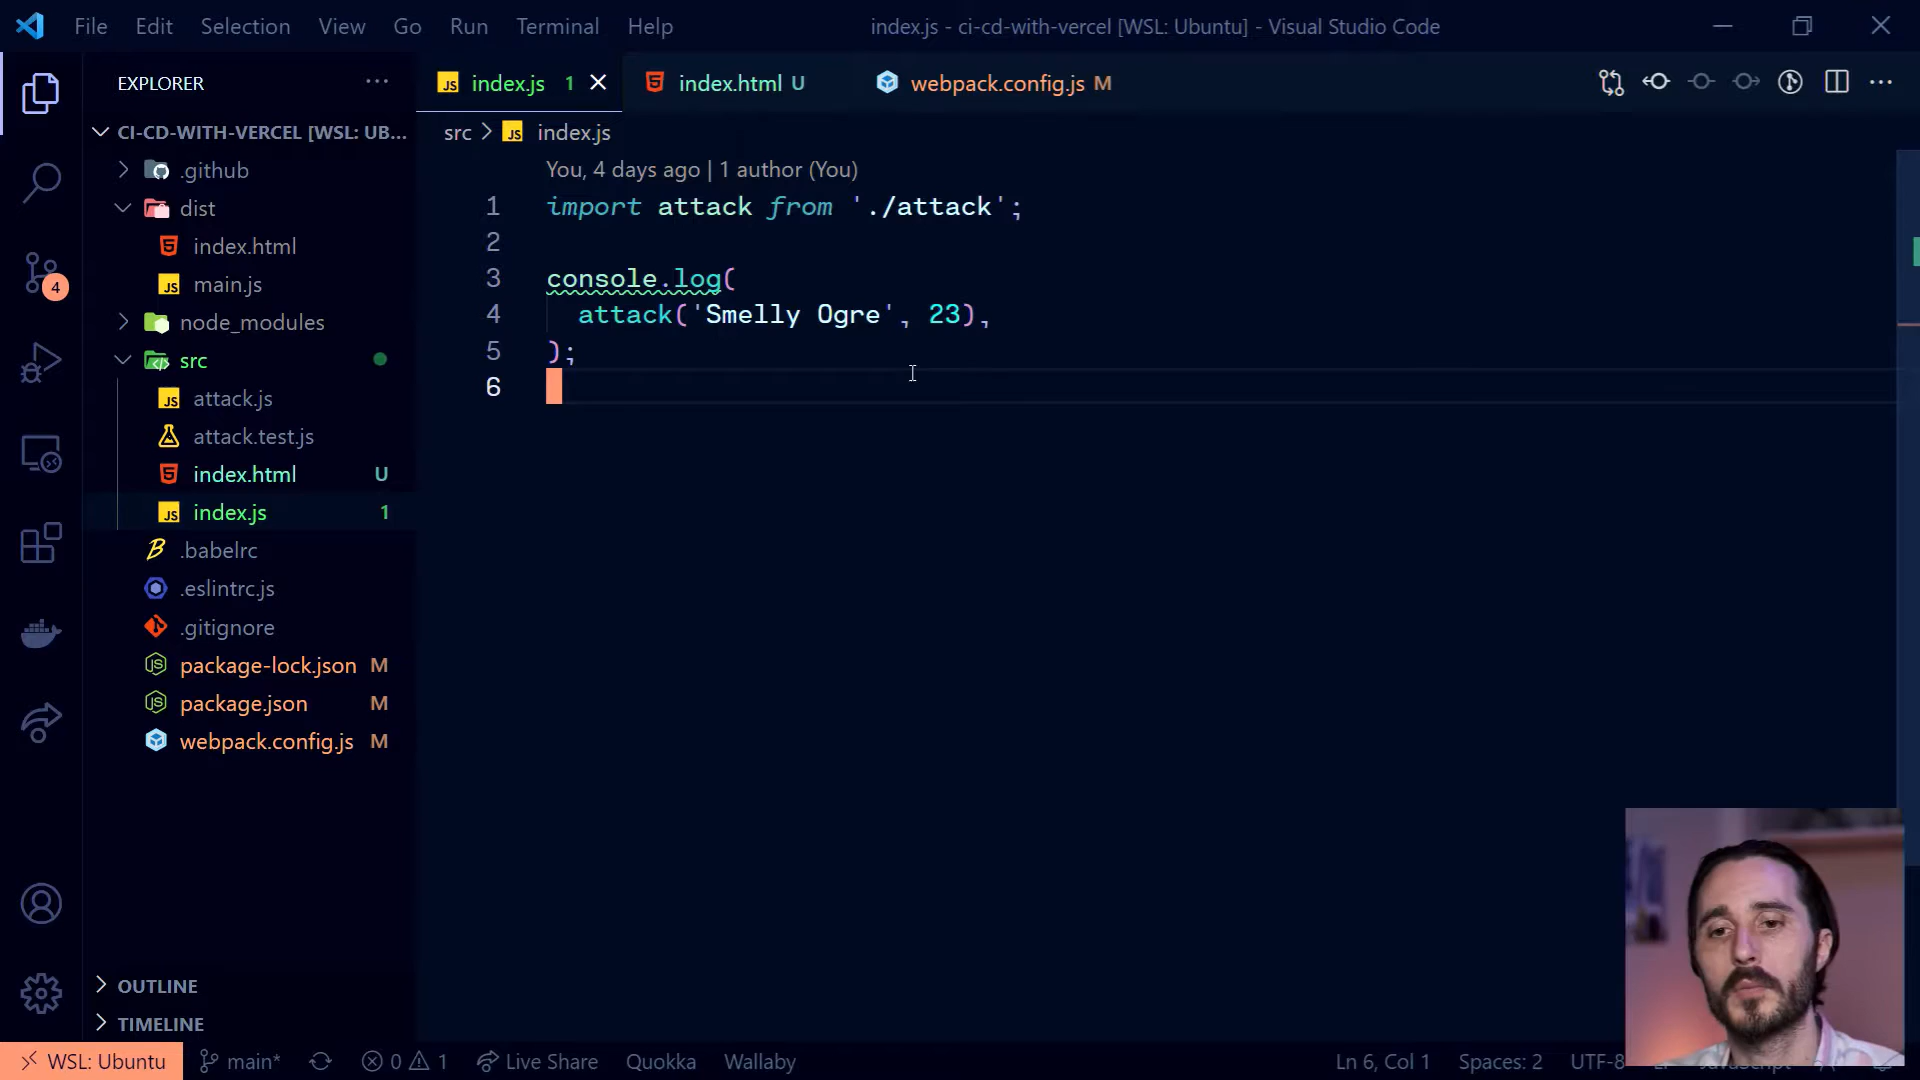 File Edit Selection View Go Run Terminal Help
index.js - ci-cd-with-vercel [WSL: Ubuntu] - Visual Studio Code
EXPLORER
CI-CD-WITH-VERCEL [WSL: UB...
.github
dist
index.html
main.js
node_modules
src
attack.js
attack.test.js
index.html U
index.js 1
.babelrc
.eslintrc.js
.gitignore
package-lock.json M
package.json M
webpack.config.js M
OUTLINE
TIMELINE
4
index.js 1
index.html U
webpack.config.js M
src > JS index.js
You, 4 days ago | 1 author (You)
1 import attack from './attack';
2
3 console.log(
4 attack('Smelly Ogre', 23),
5 );
6
WSL: Ubuntu main* 0 1 Live Share Quokka Wallaby
Ln 6, Col 1 Spaces: 2 UTF-8